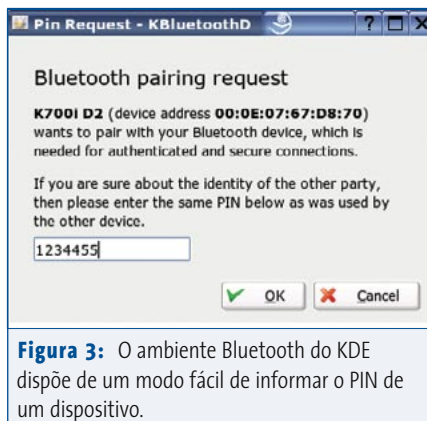 Pin Request - KBluetoothD
Bluetooth pairing request
K700i D2 (device address 00:0E:07:67:D8:70)
wants to pair with your Bluetooth device, which is
needed for authenticated and secure connections.
If you are sure about the identity of the other party,
then please enter the same PIN below as was used by
the other device.
1234455
OK Cancel
Figura 3: O ambiente Bluetooth do KDE
dispõe de um modo fácil de informar o PIN de
um dispositivo.